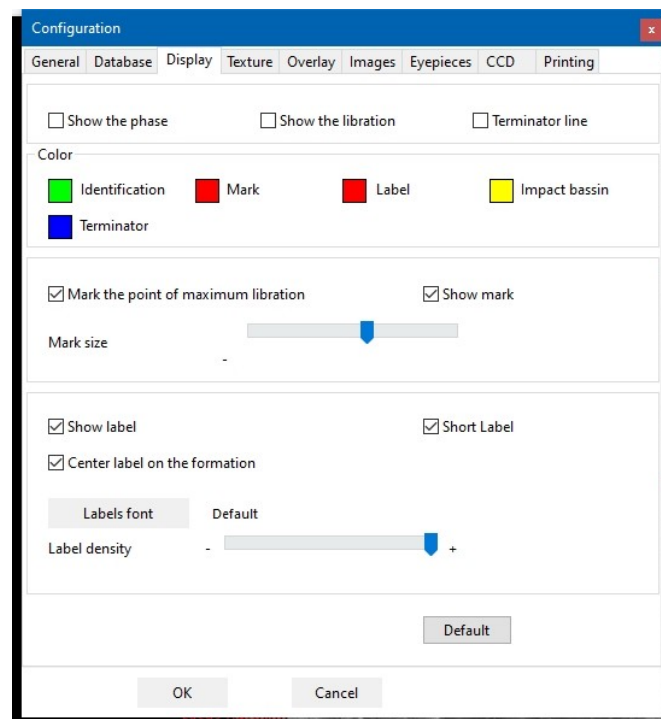 Configuration x
General Database Display Texture Overlay Images Eyepieces CCD Printing
Show the phase Show the libration Terminator line
Color
Identification Mark Label Impact bassin
Terminator
Mark the point of maximum libration Show mark
Mark size
-
Show label Short Label
Center label on the formation
Labels font Default
Label density - +
Default
OK Cancel